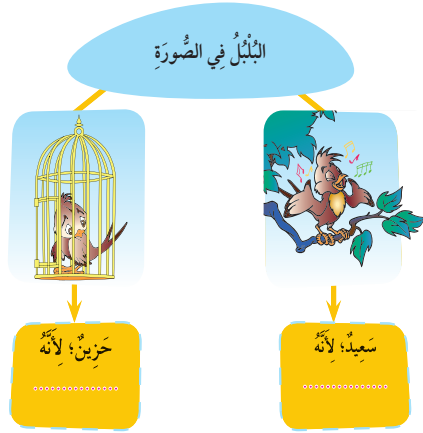 البُلْبُلُ فِي الصُّورَةِ
سَعِيدٌ؛ لِأَنَّهُ
...............
حَزِينٌ؛ لِأَنَّهُ
...............